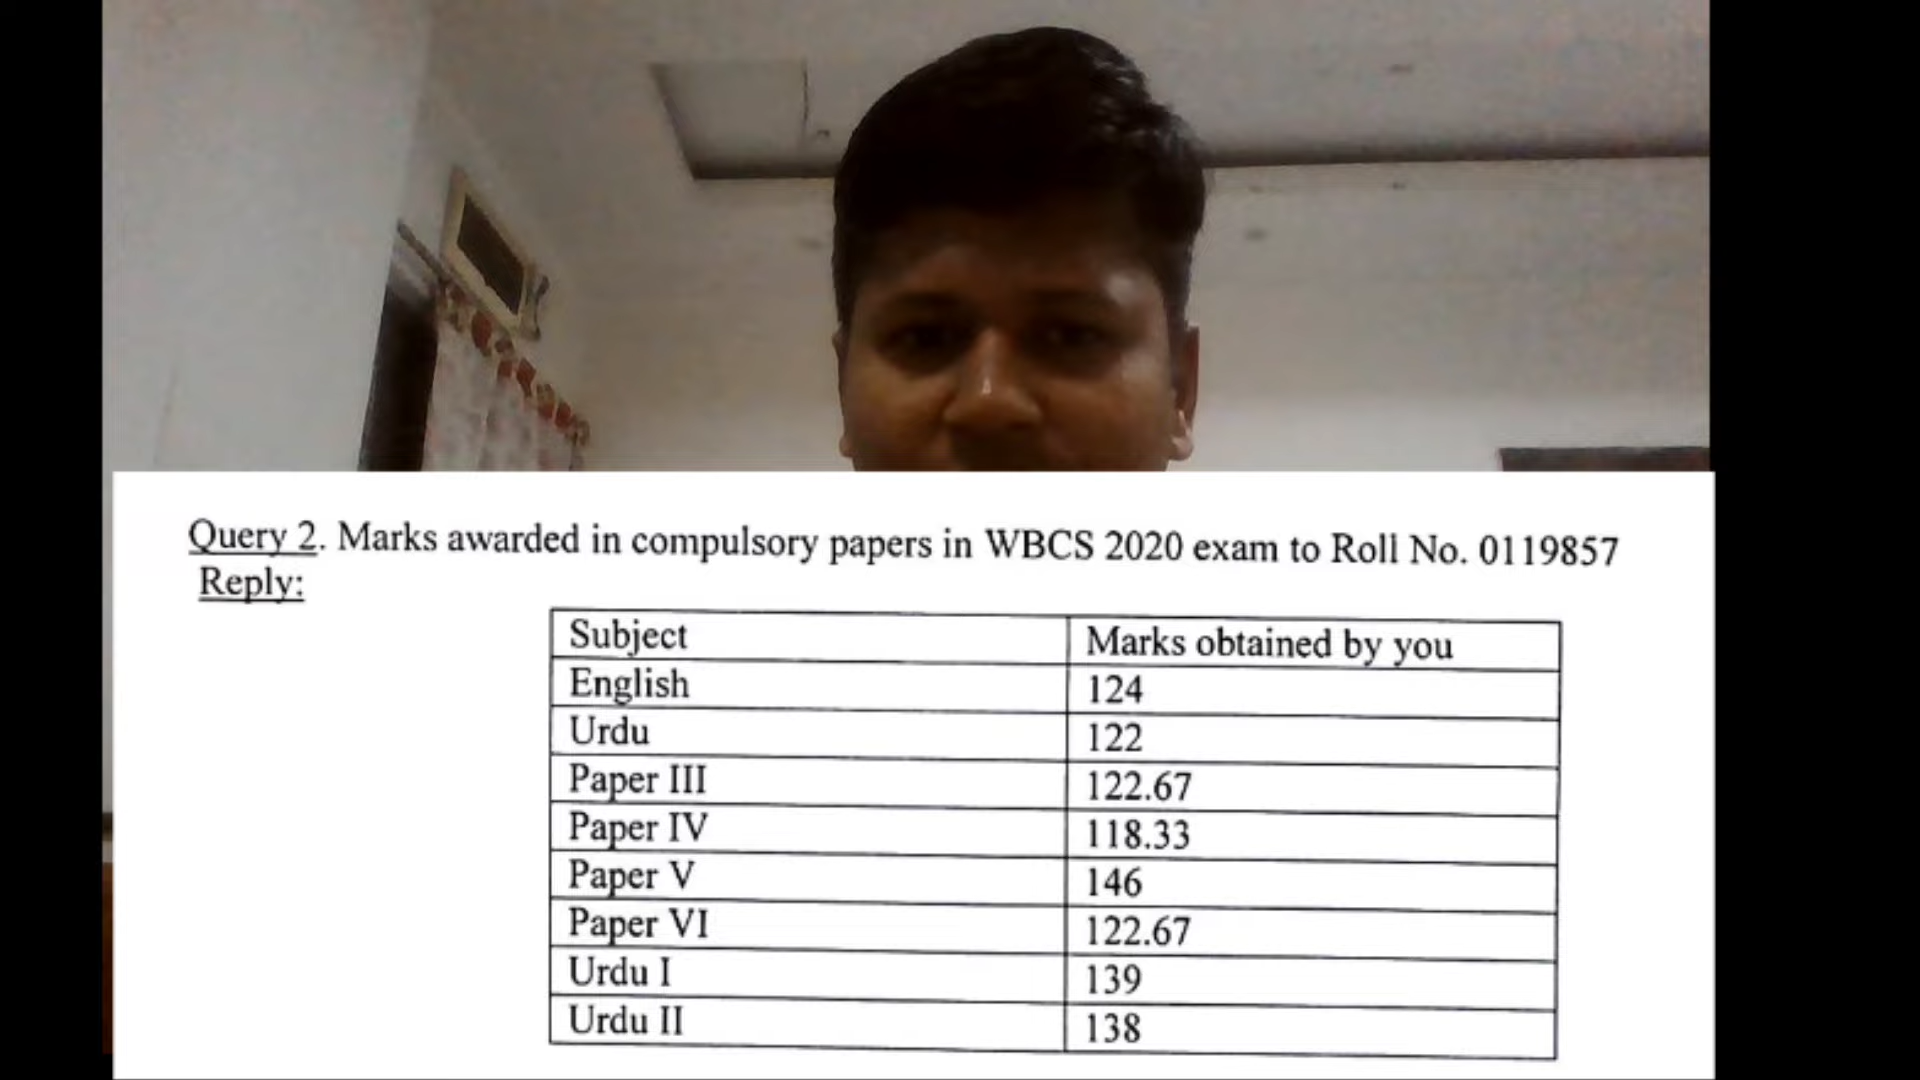 Query 2. Marks awarded in compulsory papers in WBCS 2020 exam to Roll No. 0119857
Reply:
Subject Marks obtained by you
English 124
Urdu 122
Paper III 122.67
Paper IV 118.33
Paper V 146
Paper VI 122.67
Urdu I 139
Urdu II 138